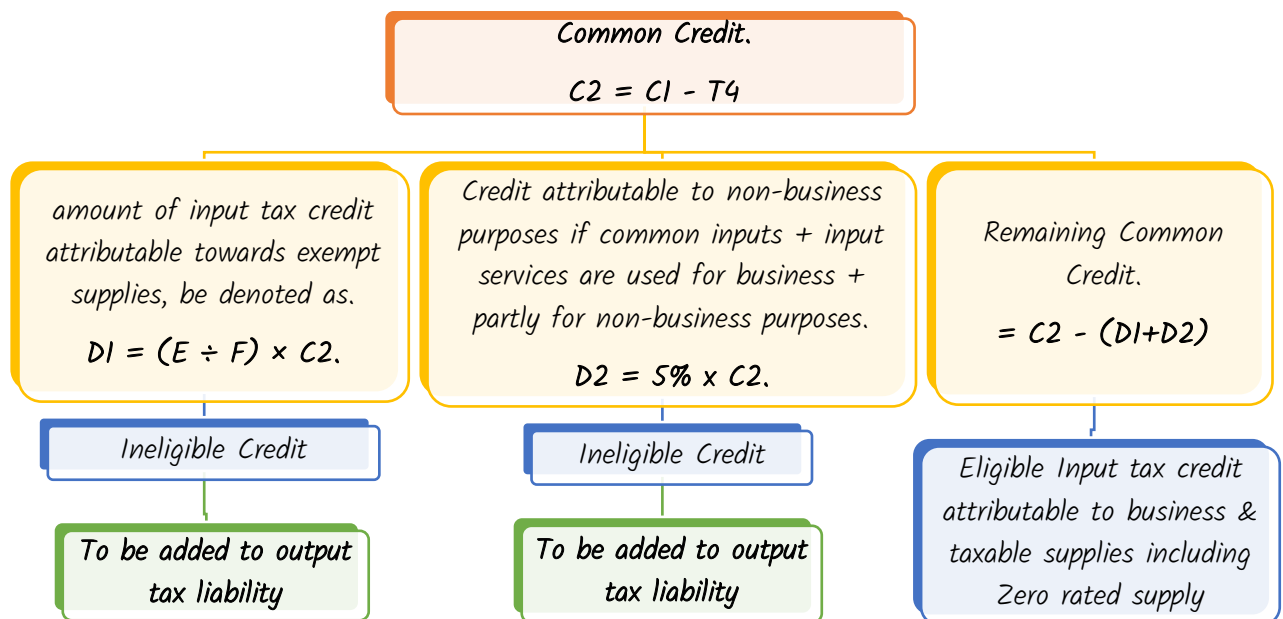 Common Credit.
C2 = C1 - T4
amount of input tax credit
attributable towards exempt
supplies, be denoted as.
D1 = (E ÷ F) × C2.
Credit attributable to non-business
purposes if common inputs + input
services are used for business +
partly for non-business purposes.
D2 = 5% x C2.
Remaining Common
Credit.
= C2 - (D1+D2)
Ineligible Credit
Ineligible Credit
Eligible Input tax credit
attributable to business &
taxable supplies including
Zero rated supply
To be added to output
tax liability
To be added to output
tax liability